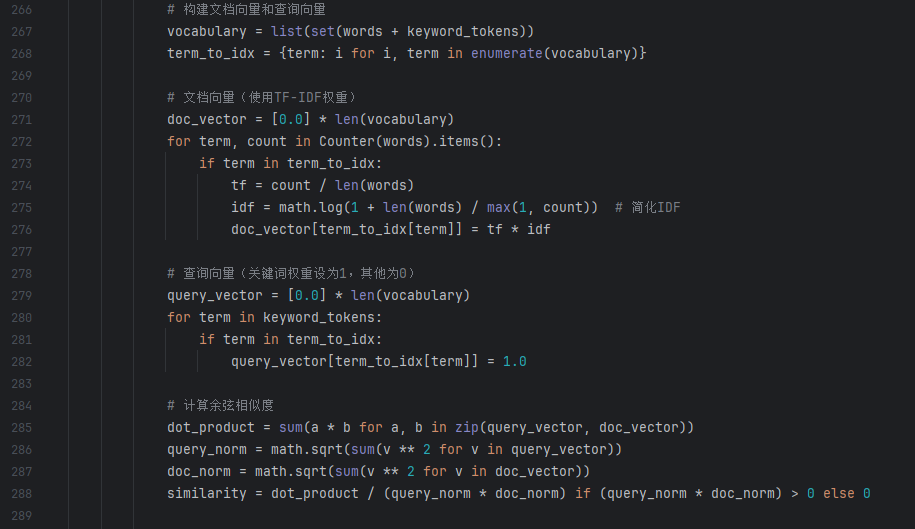 266 # 构建文档向量和查询向量
267 vocabulary = list(set(words + keyword_tokens))
268 term_to_idx = {term: i for i, term in enumerate(vocabulary)}
269
270 # 文档向量（使用TF-IDF权重）
271 doc_vector = [0.0] * len(vocabulary)
272 for term, count in Counter(words).items():
273 if term in term_to_idx:
274 tf = count / len(words)
275 idf = math.log(1 + len(words) / max(1, count))  # 简化IDF
276 doc_vector[term_to_idx[term]] = tf * idf
277
278 # 查询向量（关键词权重设为1，其他为0）
279 query_vector = [0.0] * len(vocabulary)
280 for term in keyword_tokens:
281 if term in term_to_idx:
282 query_vector[term_to_idx[term]] = 1.0
283
284 # 计算余弦相似度
285 dot_product = sum(a * b for a, b in zip(query_vector, doc_vector))
286 query_norm = math.sqrt(sum(v ** 2 for v in query_vector))
287 doc_norm = math.sqrt(sum(v ** 2 for v in doc_vector))
288 similarity = dot_product / (query_norm * doc_norm) if (query_norm * doc_norm) > 0 else 0
289